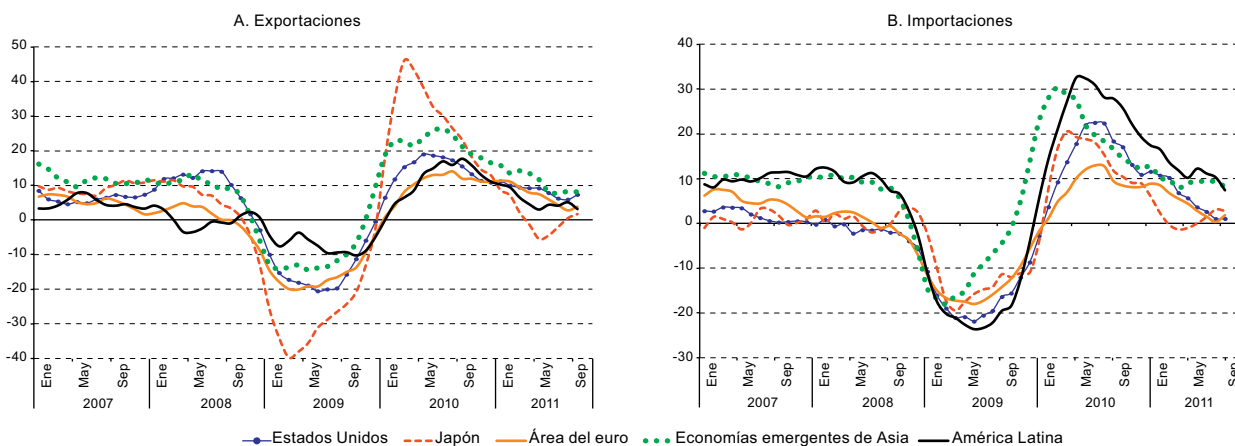 A. Exportaciones
50
40
30
20
10
0
-10
-20
-30
-40
Ene May Sep Ene May Sep Ene May Sep Ene May Sep Ene May Sep
2007 2008 2009 2010 2011
B. Importaciones
40
30
20
10
0
-10
-20
-30
Ene May Sep Ene May Sep Ene May Sep Ene May Sep Ene May Sep
2007 2008 2009 2010 2011
Estados Unidos Japón Área del euro Economías emergentes de Asia América Latina